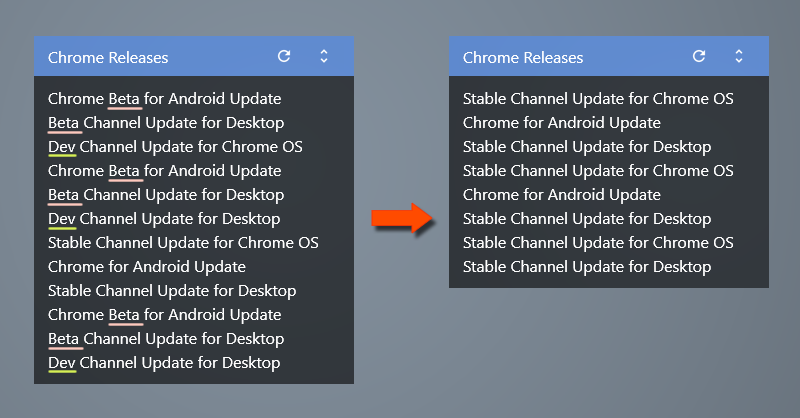 Chrome Releases
Chrome Beta for Android Update
Beta Channel Update for Desktop
Dev Channel Update for Chrome OS
Chrome Beta for Android Update
Beta Channel Update for Desktop
Dev Channel Update for Desktop
Stable Channel Update for Chrome OS
Chrome for Android Update
Stable Channel Update for Desktop
Chrome Beta for Android Update
Beta Channel Update for Desktop
Dev Channel Update for Desktop
Chrome Releases
Stable Channel Update for Chrome OS
Chrome for Android Update
Stable Channel Update for Desktop
Stable Channel Update for Chrome OS
Chrome for Android Update
Stable Channel Update for Desktop
Stable Channel Update for Chrome OS
Stable Channel Update for Desktop